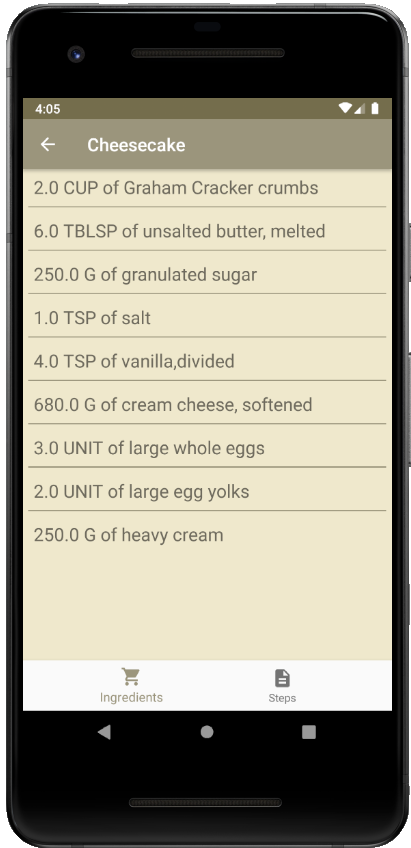 4:05
Cheesecake
2.0 CUP of Graham Cracker crumbs
6.0 TBLSP of unsalted butter, melted
250.0 G of granulated sugar
1.0 TSP of salt
4.0 TSP of vanilla,divided
680.0 G of cream cheese, softened
3.0 UNIT of large whole eggs
2.0 UNIT of large egg yolks
250.0 G of heavy cream
Ingredients
Steps